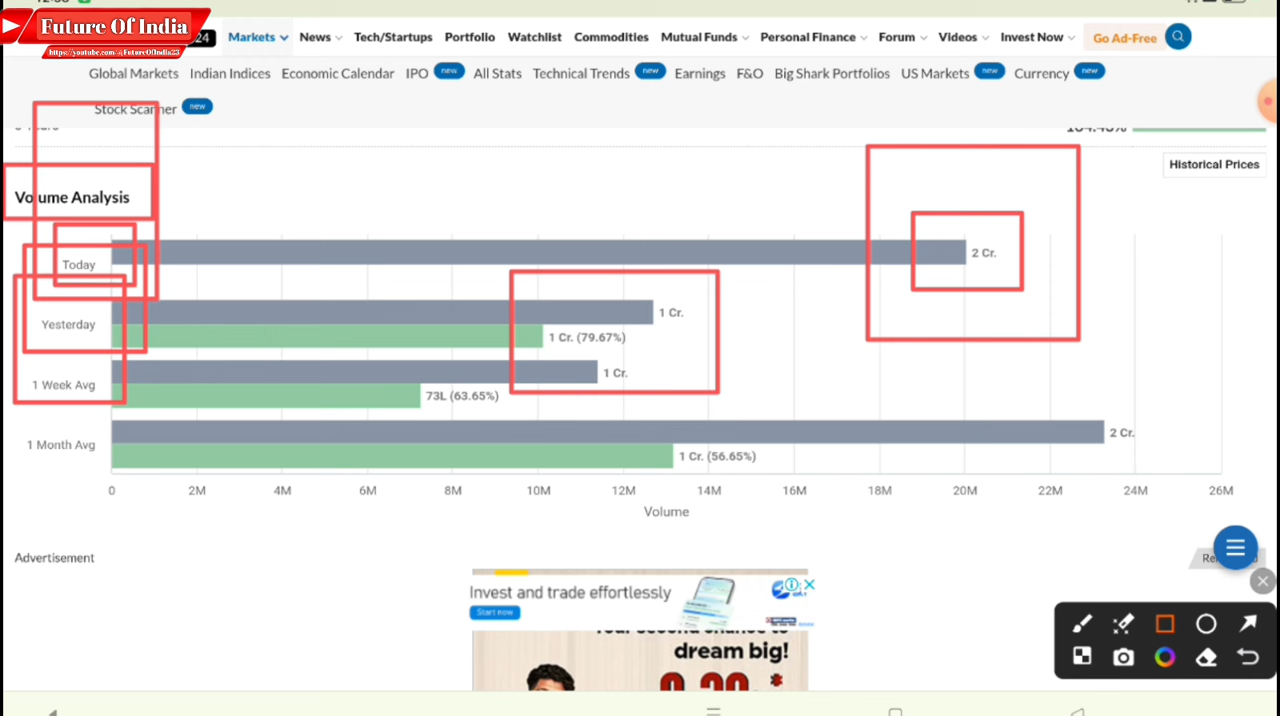 Future Of India
https://youtube.com/@FutureOfIndia23
24 Markets News Tech/Startups Portfolio Watchlist Commodities Mutual Funds Personal Finance Forum Videos Invest Now Go Ad-Free
Global Markets Indian Indices Economic Calendar IPO new All Stats Technical Trends new Earnings F&O Big Shark Portfolios US Markets new Currency new
Stock Scanner new
Historical Prices
Volume Analysis
Today 2 Cr.
Yesterday 1 Cr.
1 Cr. (79.67%)
1 Week Avg 1 Cr.
73L (63.65%)
1 Month Avg 2 Cr.
1 Cr. (56.65%)
0 2M 4M 6M 8M 10M 12M 14M 16M 18M 20M 22M 24M 26M
Volume
Advertisement
Invest and trade effortlessly
Start now
dream big!